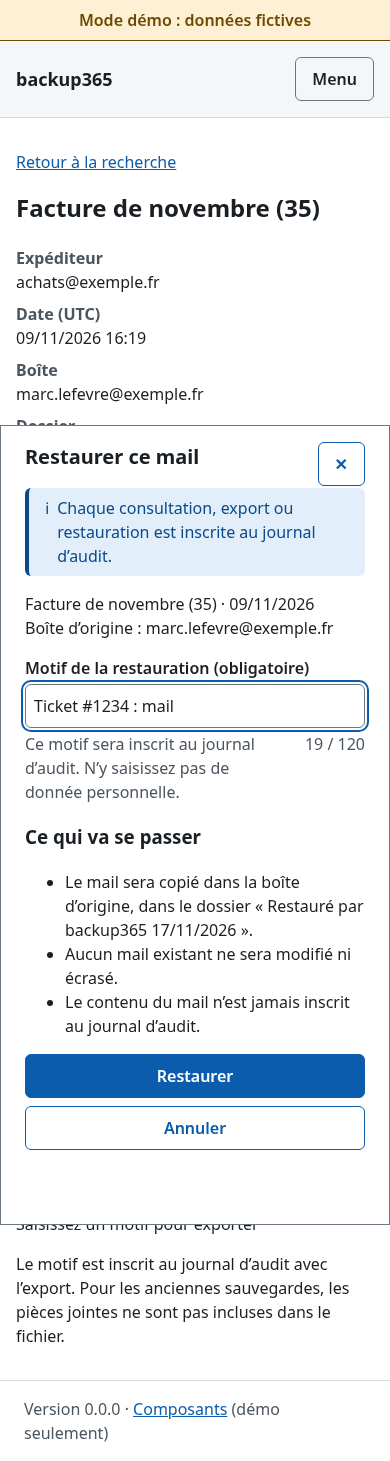 Mode démo : données fictives
backup365
Menu
Retour à la recherche
Facture de novembre (35)
Expéditeur
achats@exemple.fr
Date (UTC)
09/11/2026 16:19
Boîte
marc.lefevre@exemple.fr
Dossier
Restaurer ce mail
×
i Chaque consultation, export ou
restauration est inscrite au journal
d’audit.
Facture de novembre (35) · 09/11/2026
Boîte d’origine : marc.lefevre@exemple.fr
Motif de la restauration (obligatoire)
Ticket #1234 : mail
Ce motif sera inscrit au journal 19 / 120
d’audit. N’y saisissez pas de
donnée personnelle.
Ce qui va se passer
• Le mail sera copié dans la boîte
d’origine, dans le dossier « Restauré par
backup365 17/11/2026 ».
• Aucun mail existant ne sera modifié ni
écrasé.
• Le contenu du mail n’est jamais inscrit
au journal d’audit.
Restaurer
Annuler
Saisissez un motif pour exporter
Le motif est inscrit au journal d’audit avec
l’export. Pour les anciennes sauvegardes, les
pièces jointes ne sont pas incluses dans le
fichier.
Version 0.0.0 · Composants (démo
seulement)